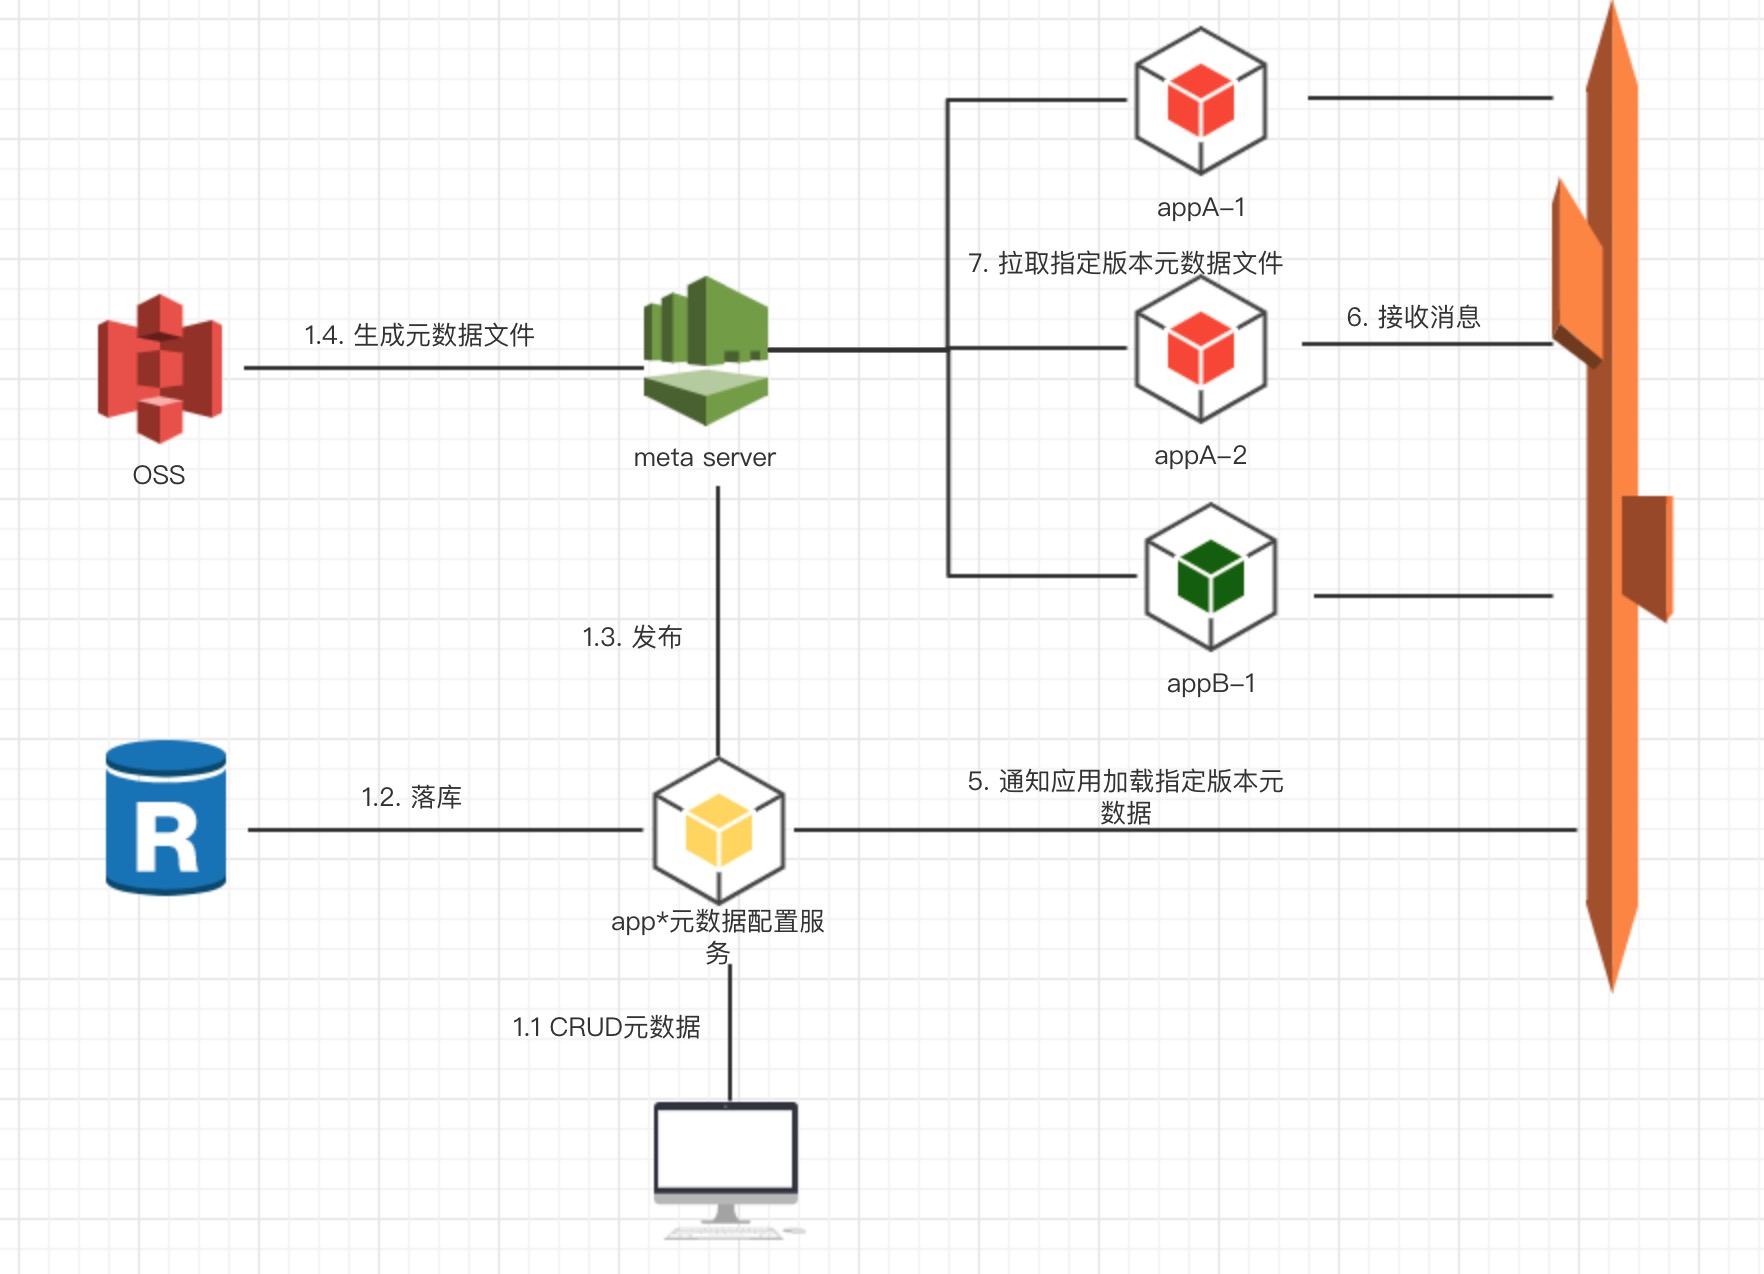 appA-1
7. 拉取指定版本元数据文件
6. 接收消息
1.4. 生成元数据文件
appA-2
meta server
OSS
1.3. 发布
appB-1
5. 通知应用加载指定版本元
数据
1.2. 落库
R
app*元数据配置服
务
1.1 CRUD元数据